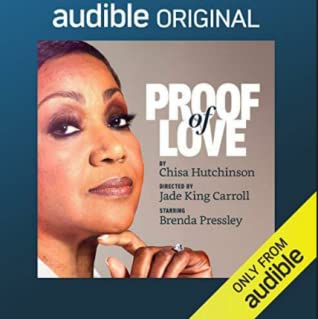 audible ORIGINAL
PROOF
of
LOVE
BY
Chisa Hutchinson
DIRECTED BY
Jade King Carroll
STARRING
Brenda Pressley
ONLY FROM
audible